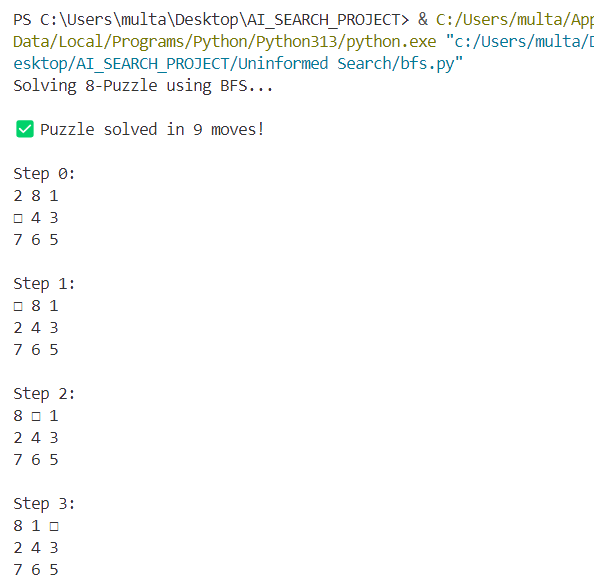 PS C:\Users\multa\Desktop\AI_SEARCH_PROJECT> & C:/Users/multa/App
Data/Local/Programs/Python/Python313/python.exe "c:/Users/multa/D
esktop/AI_SEARCH_PROJECT/Uninformed Search/bfs.py"
Solving 8-Puzzle using BFS...
✅ Puzzle solved in 9 moves!
Step 0:
2 8 1
□ 4 3
7 6 5
Step 1:
□ 8 1
2 4 3
7 6 5
Step 2:
8 □ 1
2 4 3
7 6 5
Step 3:
8 1 □
2 4 3
7 6 5